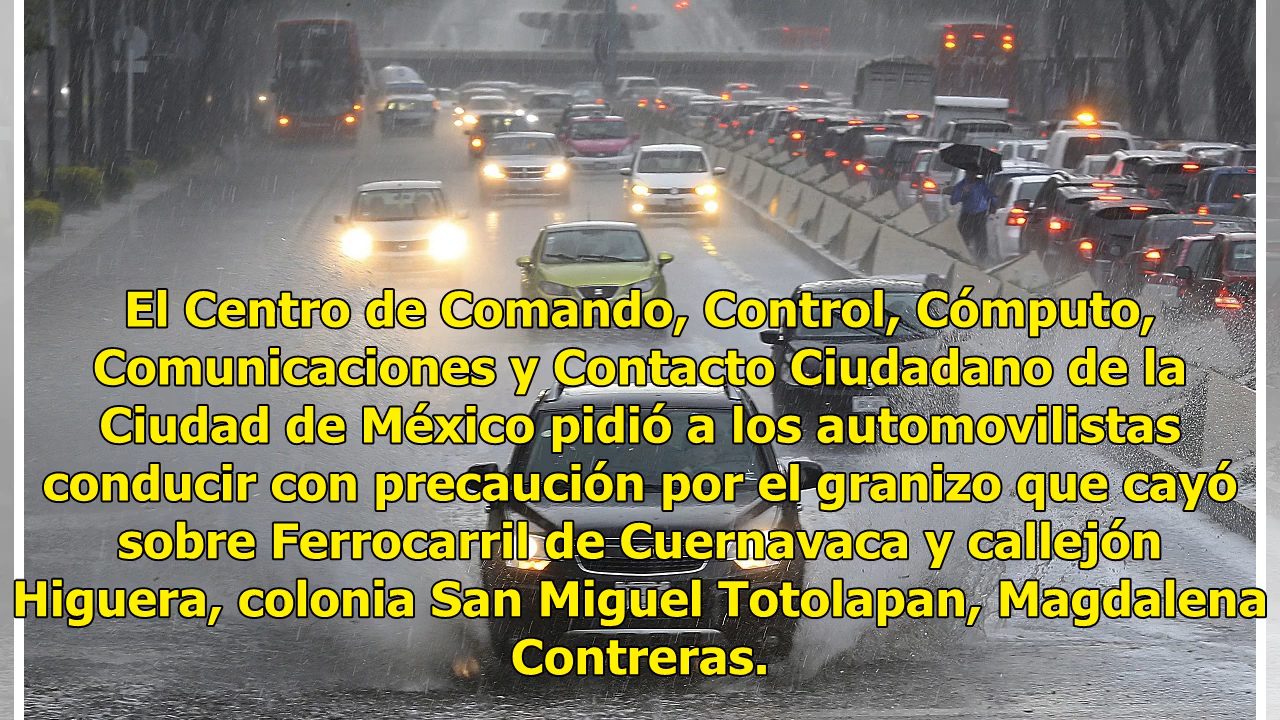 El Centro de Comando, Control, Cómputo,
Comunicaciones y Contacto Ciudadano de la
Ciudad de México pidió a los automovilistas
conducir con precaución por el granizo que cayó
sobre Ferrocarril de Cuernavaca y callejón
Higuera, colonia San Miguel Totolapan, Magdalena
Contreras.